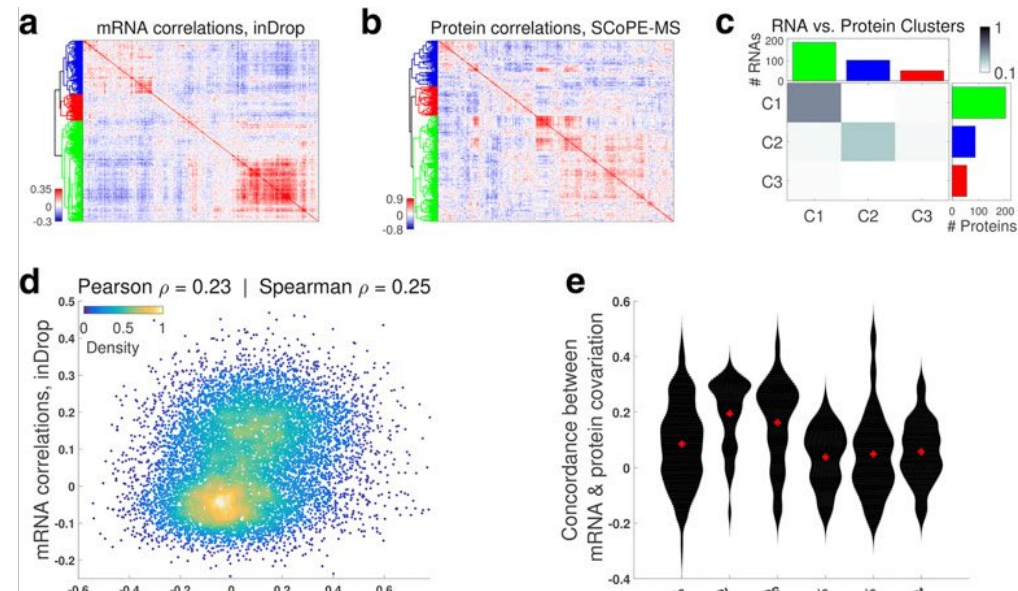 a
mRNA correlations, inDrop
0.35
0
-0.3
b
Protein correlations, SCoPE-MS
0.9
0
-0.8
c
RNA vs. Protein Clusters
1
0.1
200
100
0
# RNAs
C1
C2
C3
C1 C2 C3
0 100 200
# Proteins
d
Pearson ρ = 0.23 | Spearman ρ = 0.25
0 0.5 1
Density
mRNA correlations, inDrop
0.5
0.4
0.3
0.2
0.1
0
-0.1
-0.2
-0.6 -0.4 -0.2 0 0.2 0.4 0.6
e
Concordance between
mRNA & protein covariation
0.6
0.4
0.2
0
-0.2
-0.4